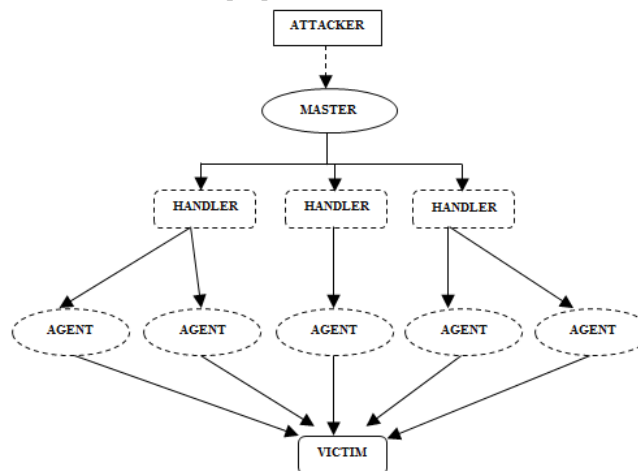 ATTACKER
MASTER
HANDLER HANDLER HANDLER
AGENT AGENT AGENT AGENT AGENT
VICTIM